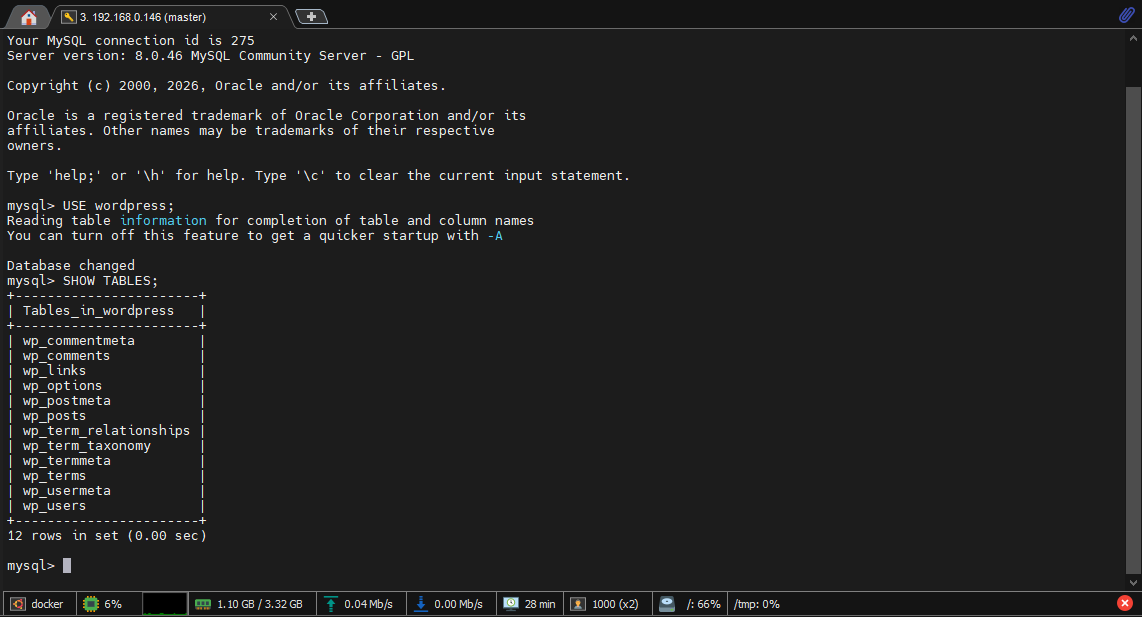 3. 192.168.0.146 (master)
Your MySQL connection id is 275
Server version: 8.0.46 MySQL Community Server - GPL
Copyright (c) 2000, 2026, Oracle and/or its affiliates.
Oracle is a registered trademark of Oracle Corporation and/or its
affiliates. Other names may be trademarks of their respective
owners.
Type 'help;' or '\h' for help. Type '\c' to clear the current input statement.
mysql> USE wordpress;
Reading table information for completion of table and column names
You can turn off this feature to get a quicker startup with -A
Database changed
mysql> SHOW TABLES;
+-----------------------+
| Tables_in_wordpress   |
+-----------------------+
| wp_commentmeta        |
| wp_comments           |
| wp_links              |
| wp_options            |
| wp_postmeta           |
| wp_posts              |
| wp_term_relationships |
| wp_term_taxonomy      |
| wp_termmeta           |
| wp_terms              |
| wp_usermeta           |
| wp_users              |
+-----------------------+
12 rows in set (0.00 sec)
mysql>
docker 6% 1.10 GB / 3.32 GB 0.04 Mb/s 0.00 Mb/s 28 min 1000 (x2) /: 66% /tmp: 0%